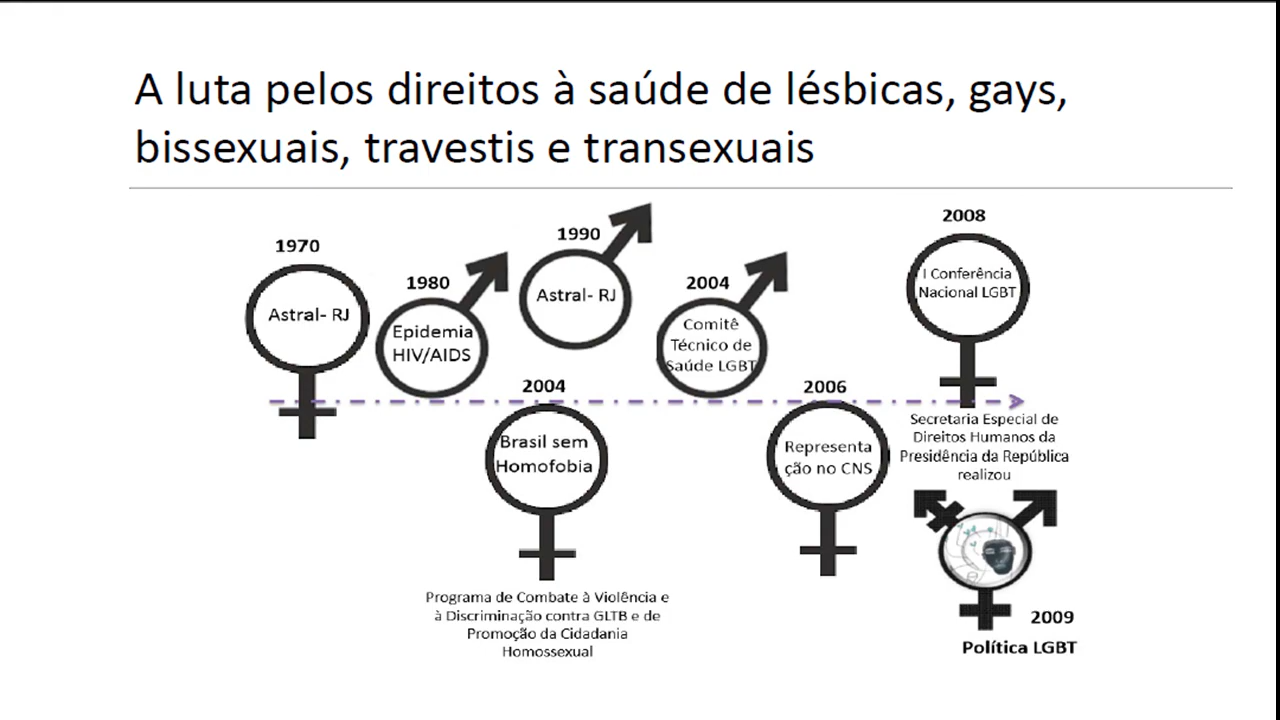 A luta pelos direitos à saúde de lésbicas, gays,
bissexuais, travestis e transexuais
1970
Astral- RJ
1980
Epidemia
HIV/AIDS
1990
Astral- RJ
2004
Brasil sem
Homofobia
Programa de Combate à Violência e
à Discriminação contra GLTB e de
Promoção da Cidadania
Homossexual
2004
Comitê
Técnico de
Saúde LGBT
2006
Representa
ção no CNS
2008
I Conferência
Nacional LGBT
Secretaria Especial de
Direitos Humanos da
Presidência da República
realizou
2009
Política LGBT